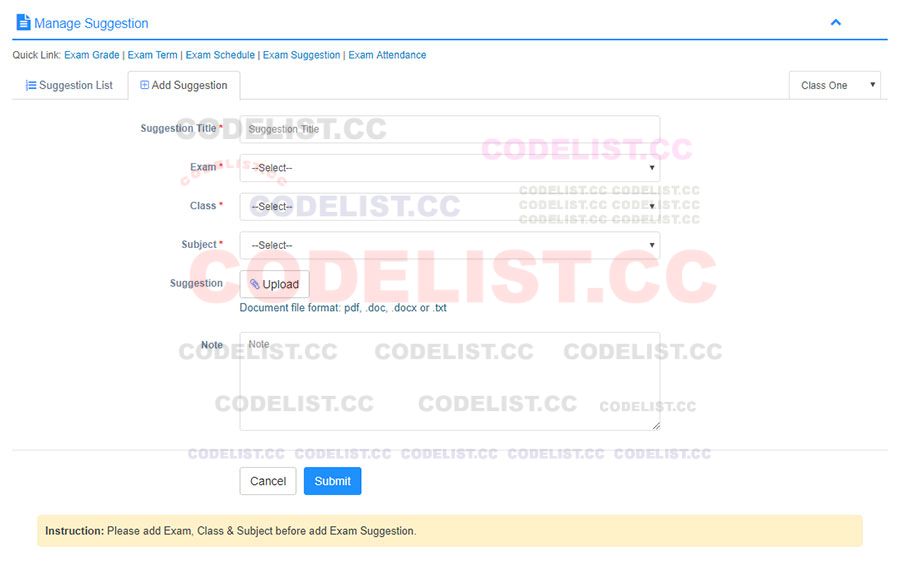 Manage Suggestion
Quick Link: Exam Grade | Exam Term | Exam Schedule | Exam Suggestion | Exam Attendance
Suggestion List
Add Suggestion
Class One
Suggestion Title *
Suggestion Title
CODELIST.CC
CODELIST.CC
Exam *
--Select--
CODELIST.CC
CODELIST.CC CODELIST.CC
CODELIST.CC CODELIST.CC
CODELIST.CC CODELIST.CC
Class *
--Select--
CODELIST.CC
Subject *
--Select--
CODELIST.CC
Suggestion
Upload
Document file format: pdf, .doc, .docx or .txt
Note
Note
CODELIST.CC CODELIST.CC CODELIST.CC
CODELIST.CC CODELIST.CC CODELIST.CC
CODELIST.CC CODELIST.CC CODELIST.CC CODELIST.CC CODELIST.CC
Cancel
Submit
Instruction: Please add Exam, Class & Subject before add Exam Suggestion.